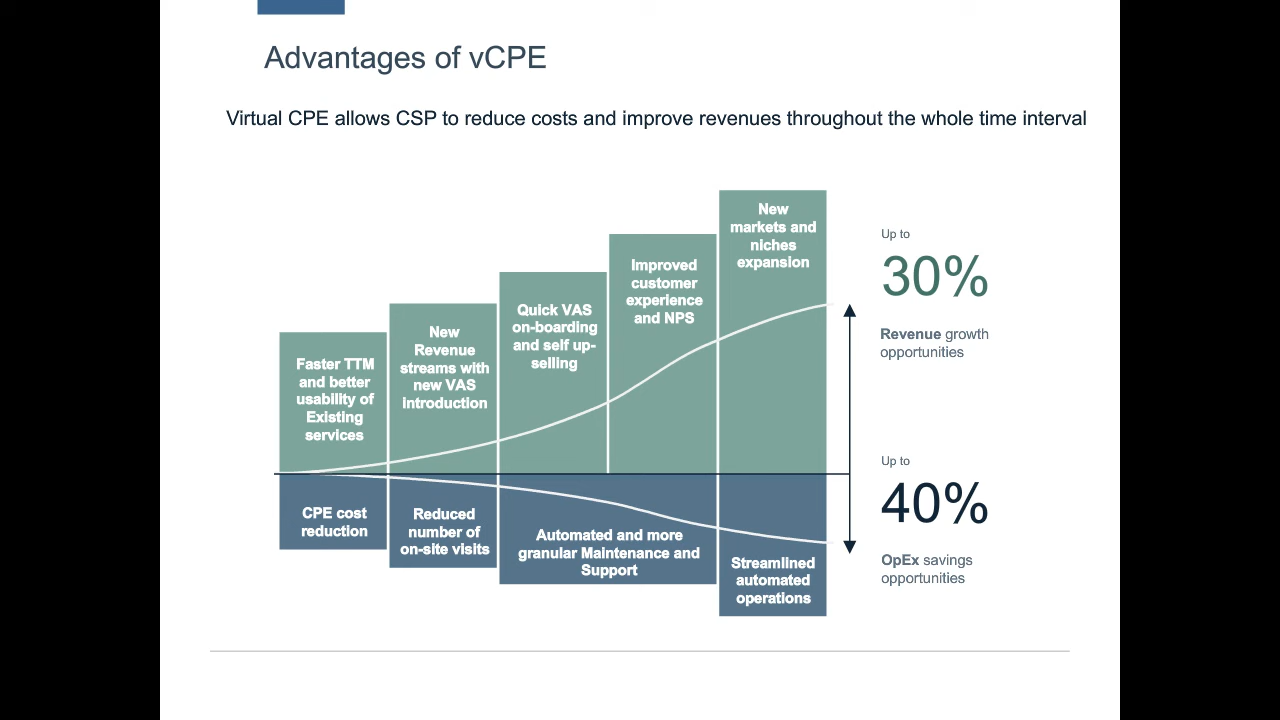 Advantages of vCPE
Virtual CPE allows CSP to reduce costs and improve revenues throughout the whole time interval
Faster TTM
and better
usability of
Existing
services
New
Revenue
streams with
new VAS
introduction
Quick VAS
on-boarding
and self up-
selling
Improved
customer
experience
and NPS
New
markets and
niches
expansion
Up to
30%
Revenue growth
opportunities
CPE cost
reduction
Reduced
number of
on-site visits
Automated and more
granular Maintenance and
Support
Streamlined
automated
operations
Up to
40%
OpEx savings
opportunities